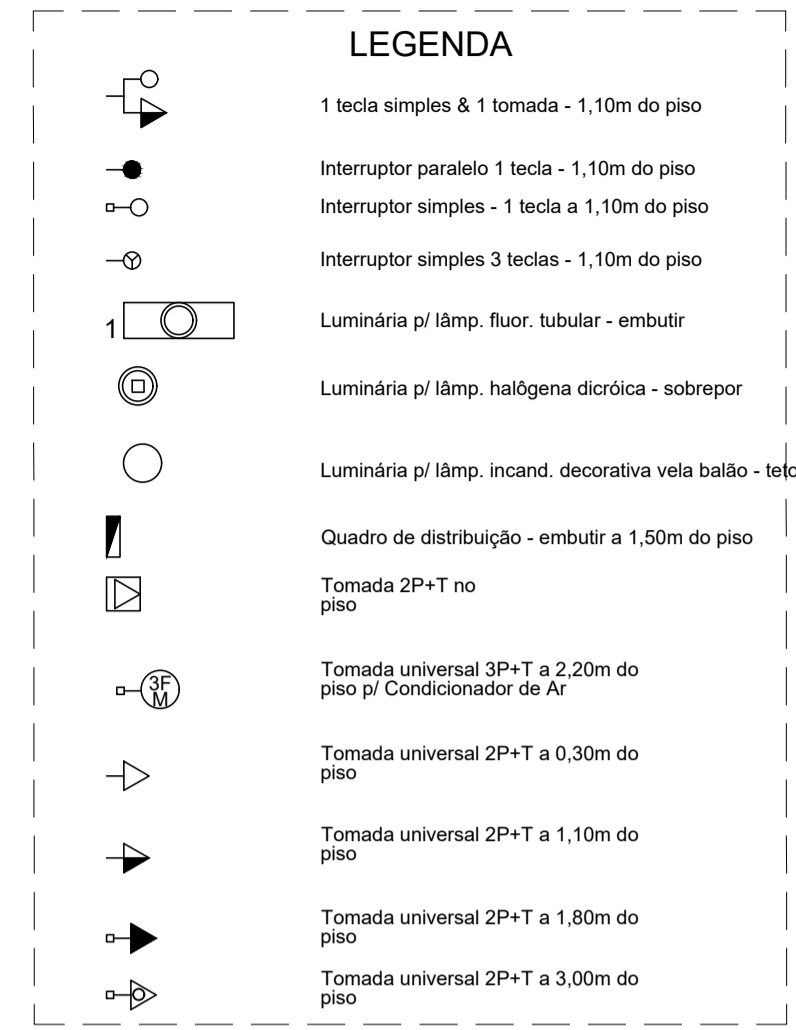 LEGENDA
1 tecla simples & 1 tomada - 1,10m do piso
Interruptor paralelo 1 tecla - 1,10m do piso
Interruptor simples - 1 tecla a 1,10m do piso
Interruptor simples 3 teclas - 1,10m do piso
1
Luminária p/ lâmp. fluor. tubular - embutir
Luminária p/ lâmp. halôgena dicróica - sobrepor
Luminária p/ lâmp. incand. decorativa vela balão - teto
Quadro de distribuição - embutir a 1,50m do piso
Tomada 2P+T no
piso
3F
M
Tomada universal 3P+T a 2,20m do
piso p/ Condicionador de Ar
Tomada universal 2P+T a 0,30m do
piso
Tomada universal 2P+T a 1,10m do
piso
Tomada universal 2P+T a 1,80m do
piso
Tomada universal 2P+T a 3,00m do
piso